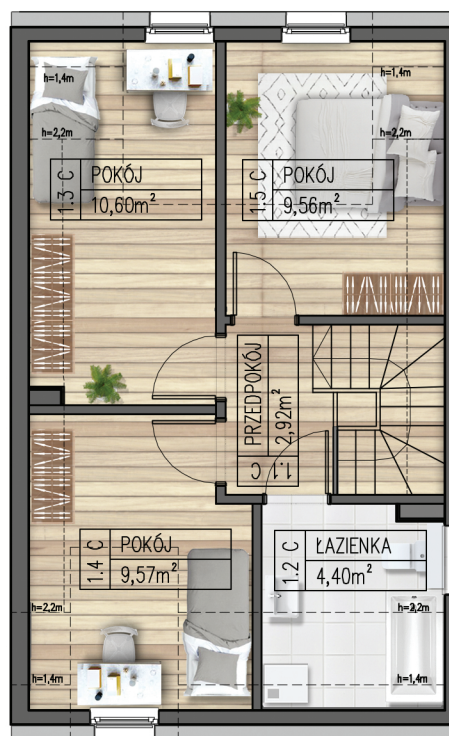 h=1,4m
h=1,4m
h=2,2m
h=2,2m
1.3 C
POKÓJ
10,60m²
1.5 C
POKÓJ
9,56m²
1.1 C
PRZEDPOKÓJ
2,92m²
1.4 C
POKÓJ
9,57m²
1.2 C
ŁAZIENKA
4,40m²
h=2,2m
h=2,2m
h=1,4m
h=1,4m